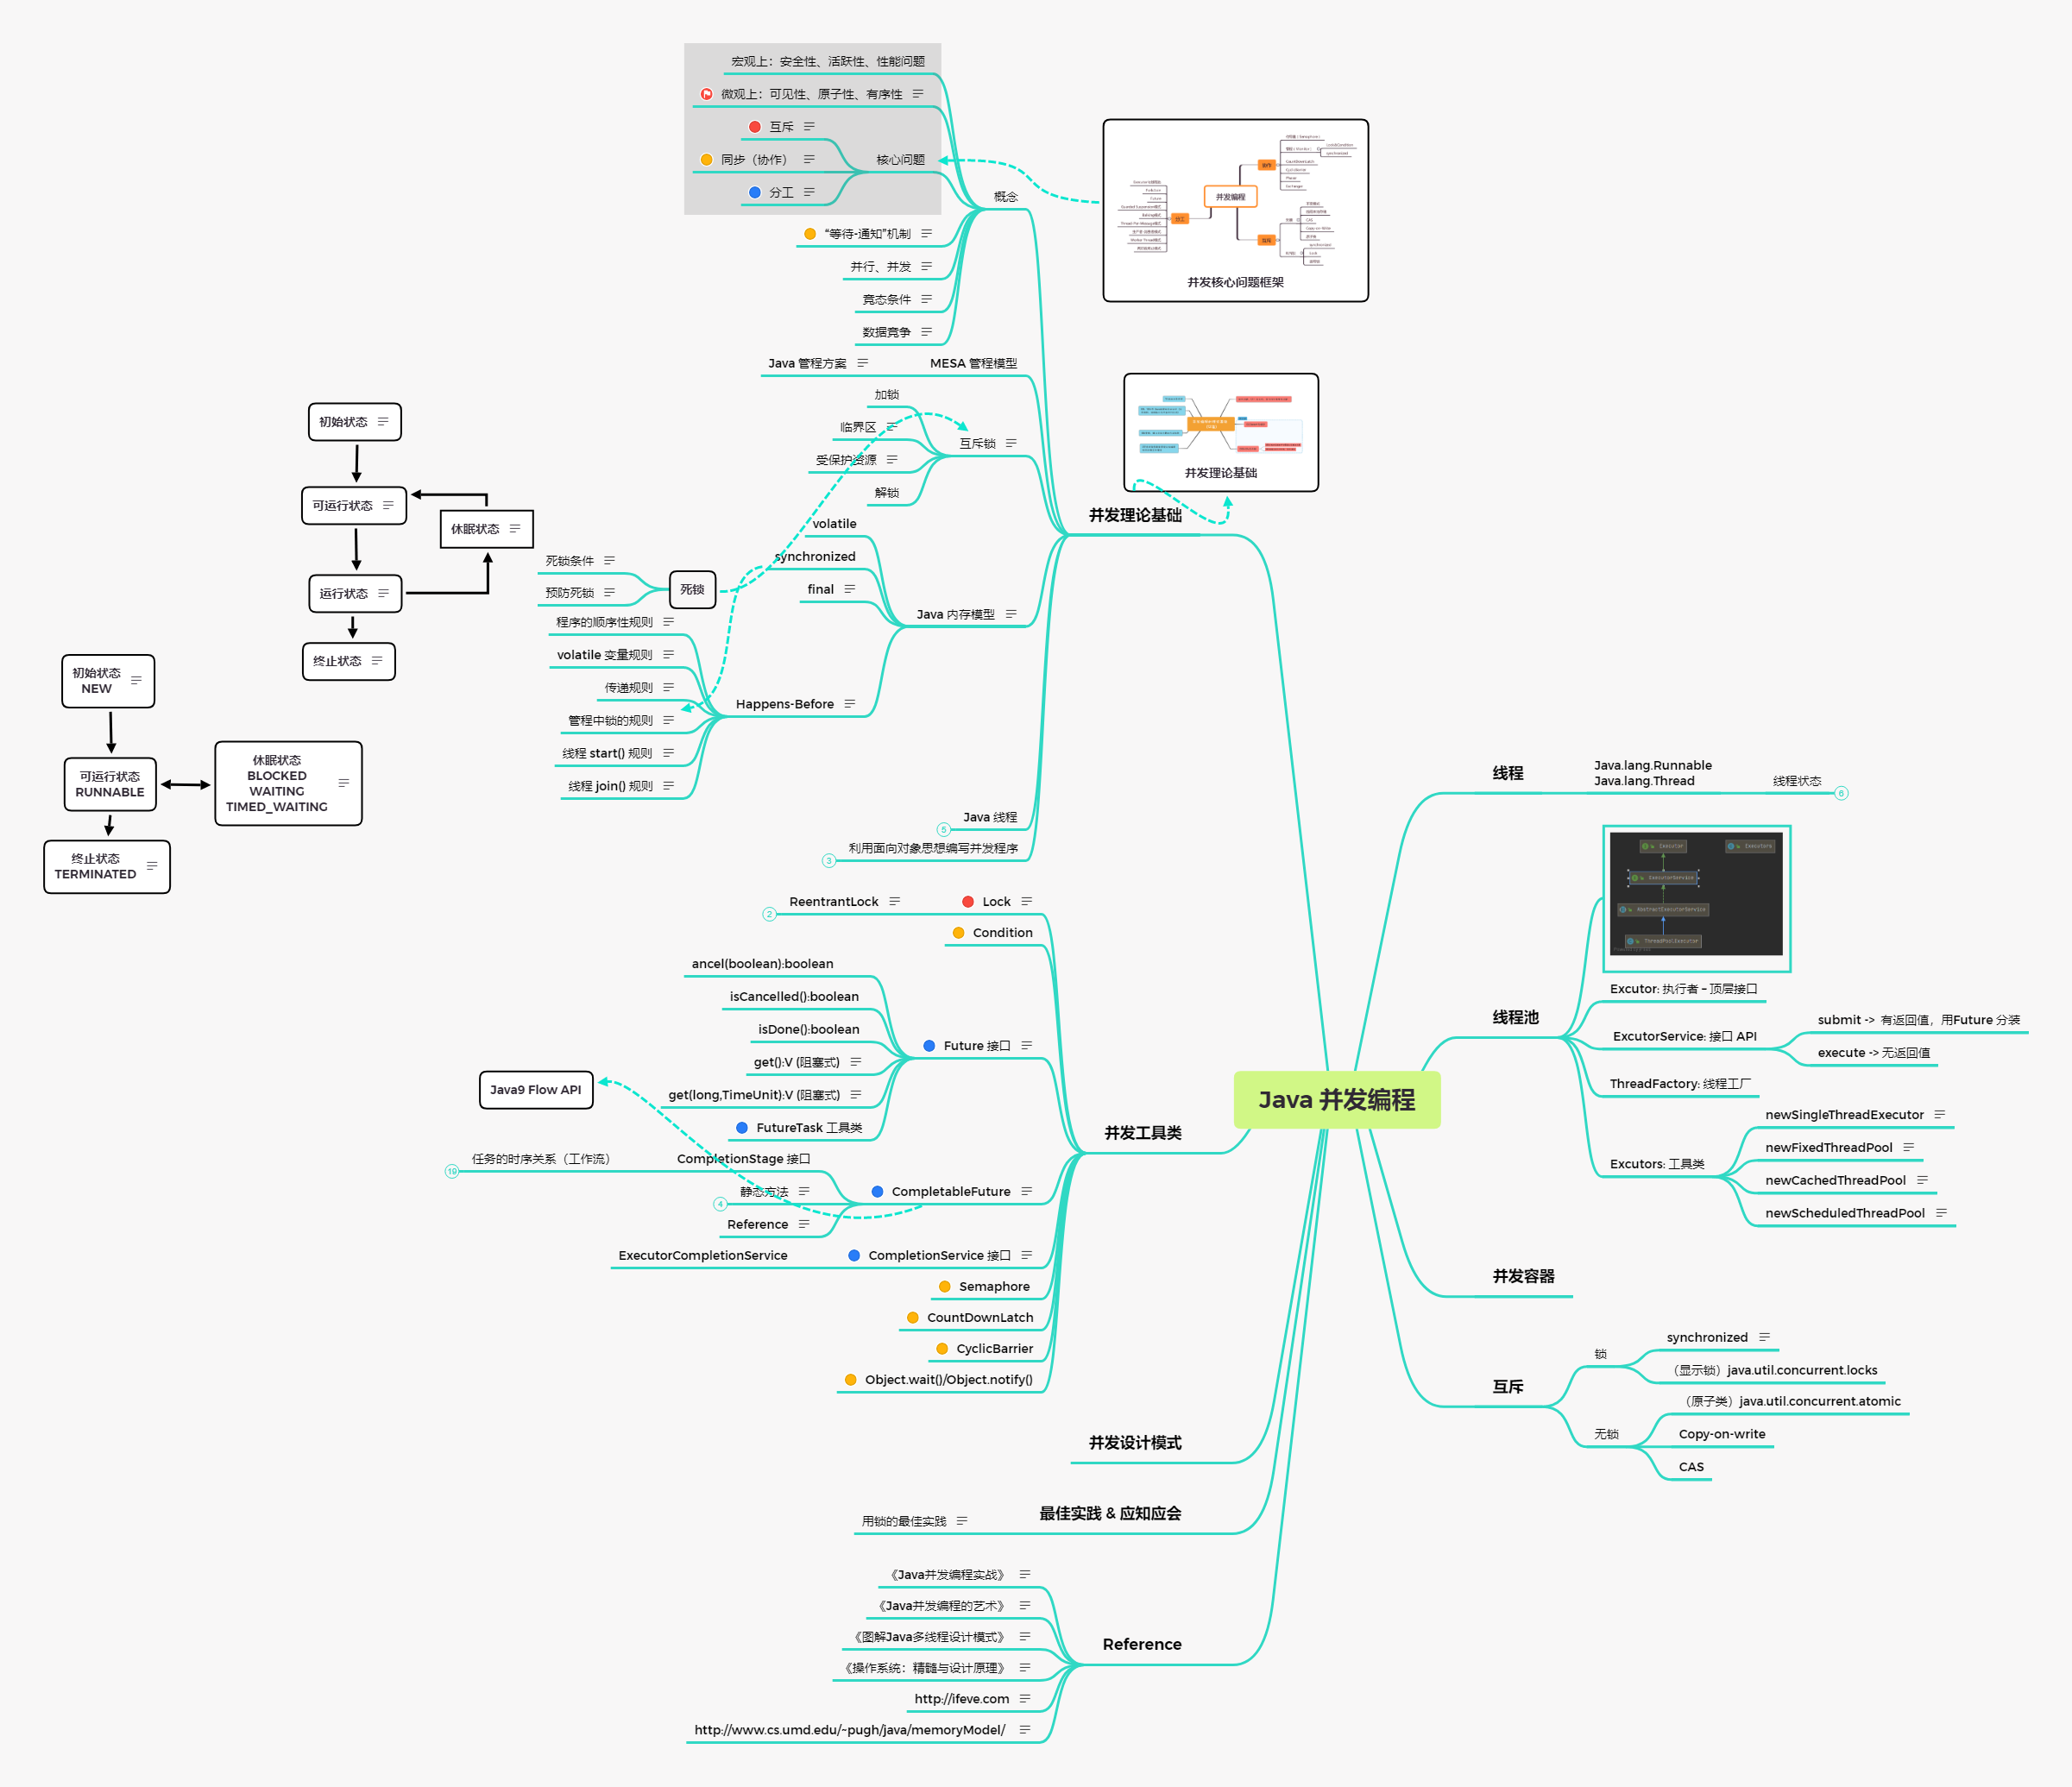 宏观上：安全性、活跃性、性能问题
微观上：可见性、原子性、有序性
互斥
同步（协作）
分工
核心问题
概念
“等待-通知”机制
并行、并发
竞态条件
数据竞争
并发编程
协作
分工
互斥
并发核心问题框架
Java 管程方案
MESA 管程模型
加锁
临界区
受保护资源
解锁
互斥锁
并发理论基础
并发理论基础
volatile
synchronized
final
Java 内存模型
死锁条件
预防死锁
死锁
程序的顺序性规则
volatile 变量规则
传递规则
管程中锁的规则
线程 start() 规则
线程 join() 规则
Happens-Before
Java 线程
5
利用面向对象思想编写并发程序
3
初始状态
可运行状态
休眠状态
运行状态
终止状态
初始状态
NEW
可运行状态
RUNNABLE
休眠状态
BLOCKED
WAITING
TIMED_WAITING
终止状态
TERMINATED
2
ReentrantLock
Lock
Condition
ancel(boolean):boolean
isCancelled():boolean
isDone():boolean
get():V (阻塞式)
get(long,TimeUnit):V (阻塞式)
FutureTask 工具类
Future 接口
Java9 Flow API
并发工具类
19
任务的时序关系（工作流）
CompletionStage 接口
4
静态方法
Reference
CompletableFuture
ExecutorCompletionService
CompletionService 接口
Semaphore
CountDownLatch
CyclicBarrier
Object.wait()/Object.notify()
并发设计模式
用锁的最佳实践
最佳实践 & 应知应会
《Java并发编程实战》
《Java并发编程的艺术》
《图解Java多线程设计模式》
《操作系统：精髓与设计原理》
http://ifeve.com
http://www.cs.umd.edu/~pugh/java/memoryModel/
Reference
Java 并发编程
线程
Java.lang.Runnable
Java.lang.Thread
线程状态
6
Executor
Executors
ExecutorService
AbstractExecutorService
ThreadPoolExecutor
线程池
Excutor: 执行者 – 顶层接口
ExcutorService: 接口 API
submit -> 有返回值，用Future 分装
execute -> 无返回值
ThreadFactory: 线程工厂
Excutors: 工具类
newSingleThreadExecutor
newFixedThreadPool
newCachedThreadPool
newScheduledThreadPool
并发容器
互斥
锁
synchronized
（显示锁）java.util.concurrent.locks
无锁
（原子类）java.util.concurrent.atomic
Copy-on-write
CAS